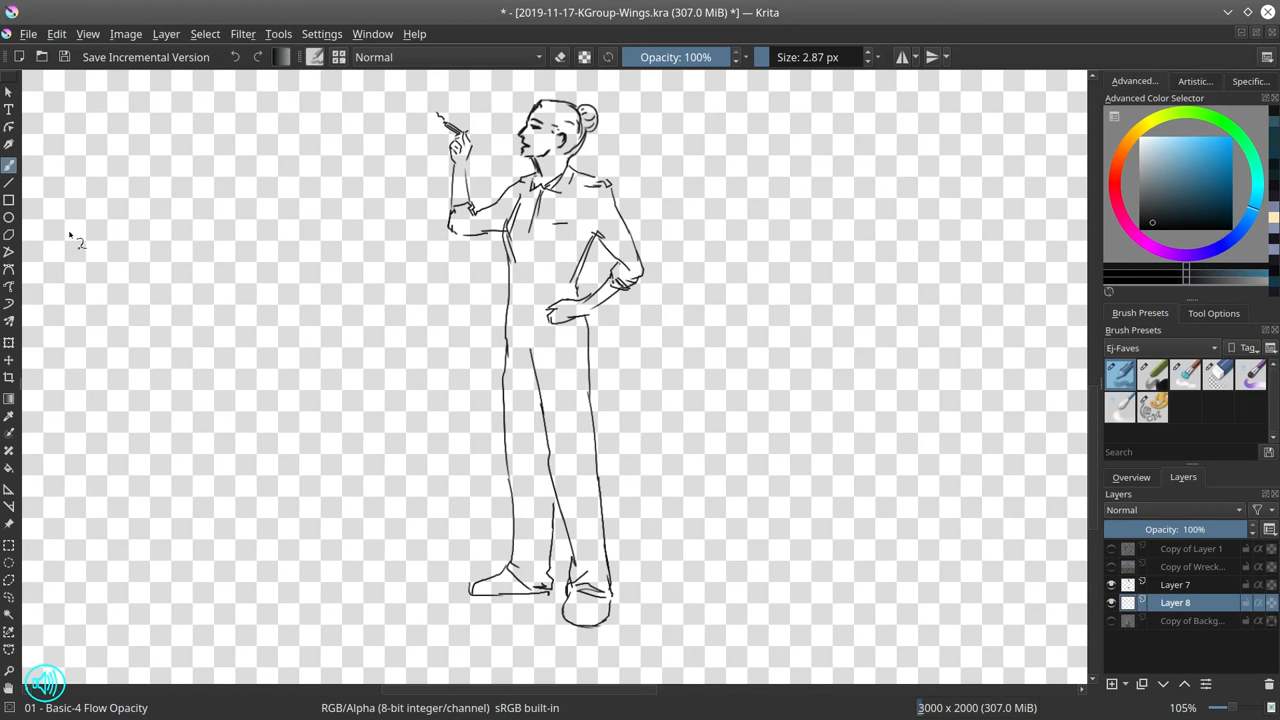 * - [2019-11-17-KGroup-Wings.kra (307.0 MiB) *] — Krita
File Edit View Image Layer Select Filter Tools Settings Window Help
Save Incremental Version Normal Opacity: 100% Size: 2.87 px
Advanced... Artistic... Specific...
Advanced Color Selector
Brush Presets Tool Options
Brush Presets
Ej-Faves Tag
Search
Overview Layers
Layers
Normal
Opacity: 100%
Copy of Layer 1
Copy of Wreck...
Layer 7
Layer 8
Copy of Backg...
01 - Basic-4 Flow Opacity RGB/Alpha (8-bit integer/channel) sRGB built-in 3000 x 2000 (307.0 MiB) 105%